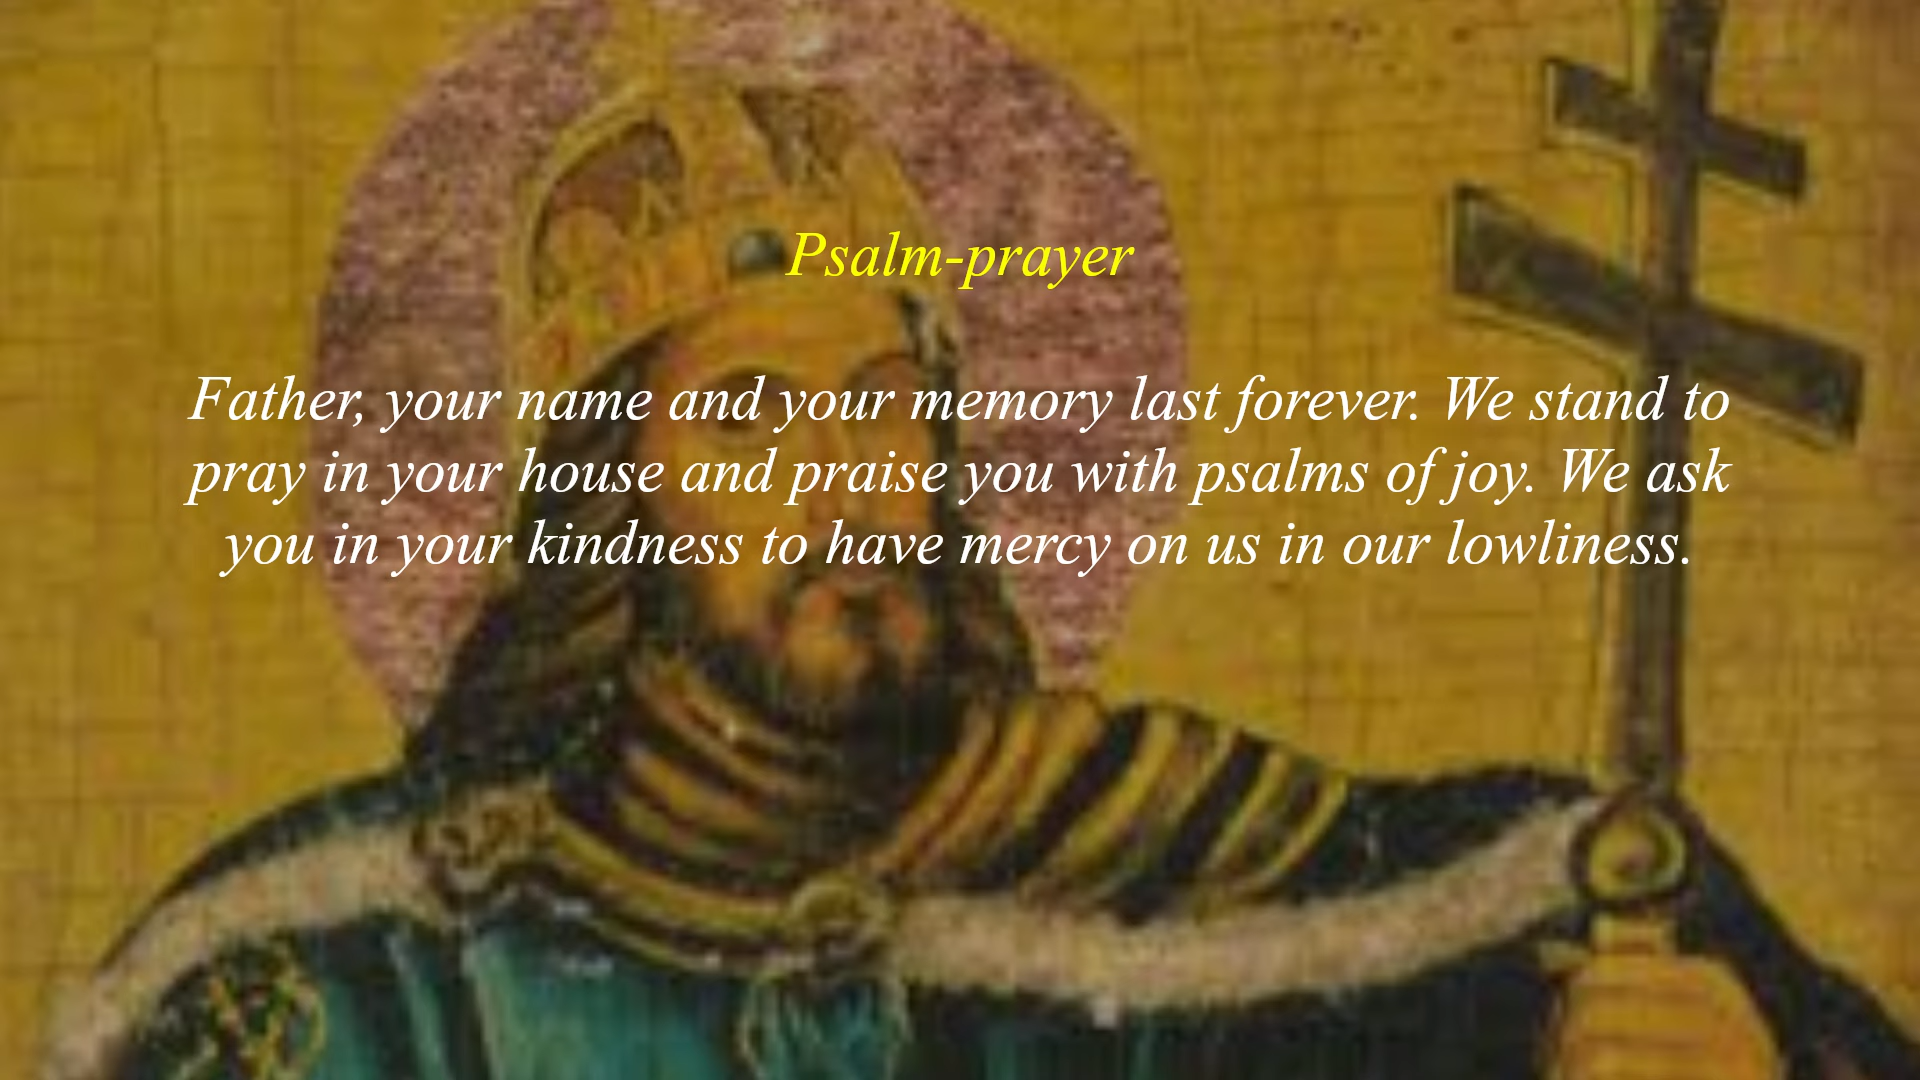 Psalm-prayer
Father, your name and your memory last forever. We stand to
pray in your house and praise you with psalms of joy. We ask
you in your kindness to have mercy on us in our lowliness.